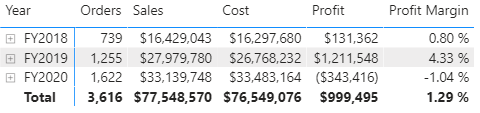 Year Orders Sales Cost Profit Profit Margin
FY2018 739 $16,429,043 $16,297,680 $131,362 0.80 %
FY2019 1,255 $27,979,780 $26,768,232 $1,211,548 4.33 %
FY2020 1,622 $33,139,748 $33,483,164 ($343,416) -1.04 %
Total 3,616 $77,548,570 $76,549,076 $999,495 1.29 %